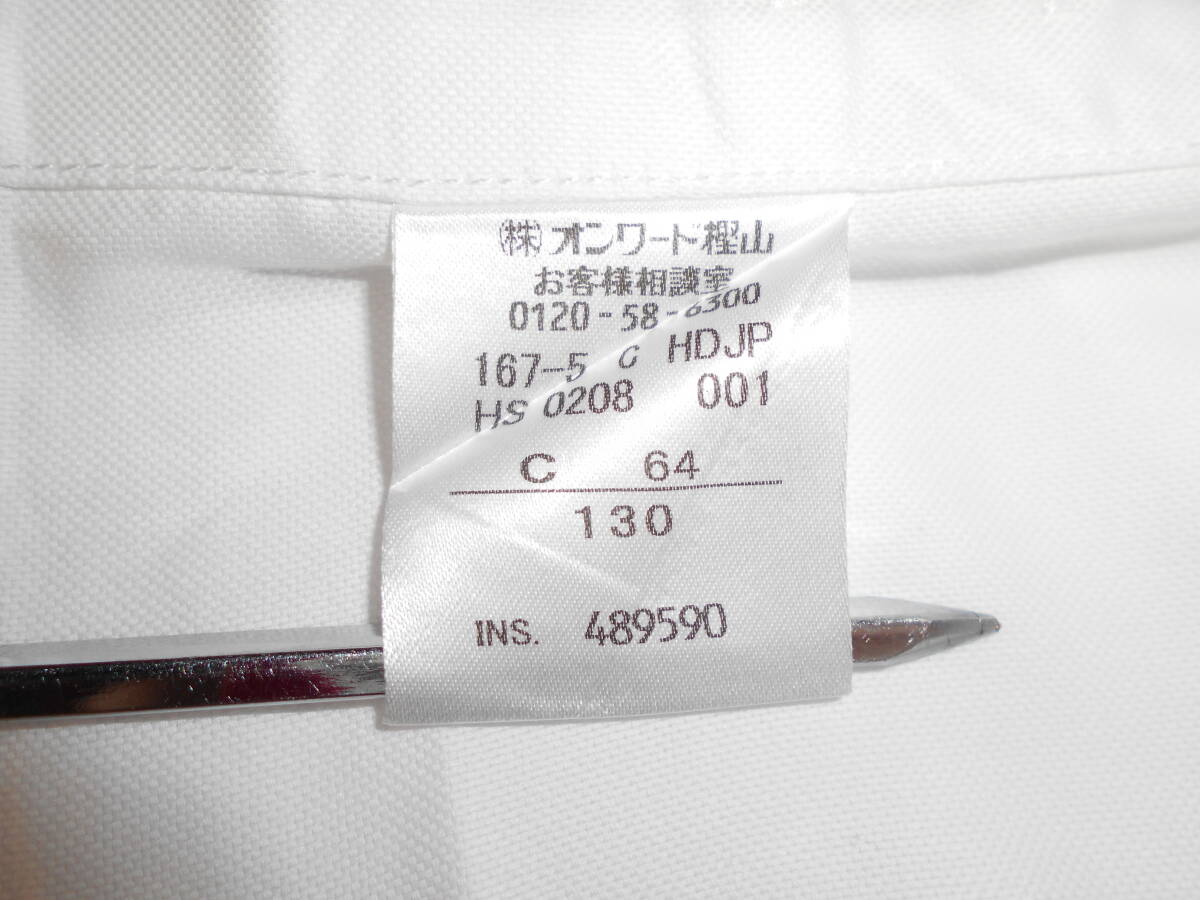 ㈱オンワード樫山
お客様相談室
0120-58-6300
167-5 C HDJP
HS 0208 001
C 64
130
INS. 489590